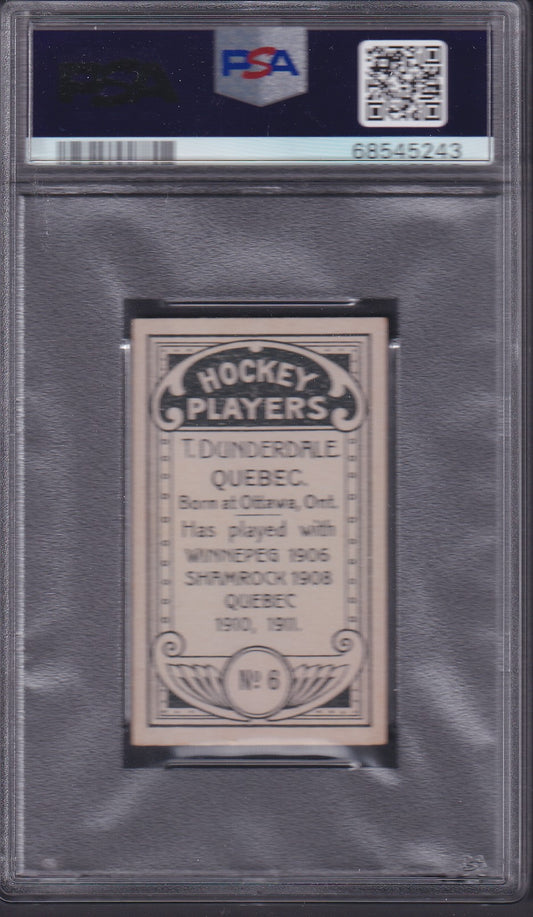 PSA
PSA
68545243
HOCKEY
PLAYERS
T. DUNDERDALE
QUEBEC.
Born at Ottawa, Ont.
Has played with
WINNEPEG 1906
SHAMROCK 1908
QUEBEC
1910, 1911.
No 6